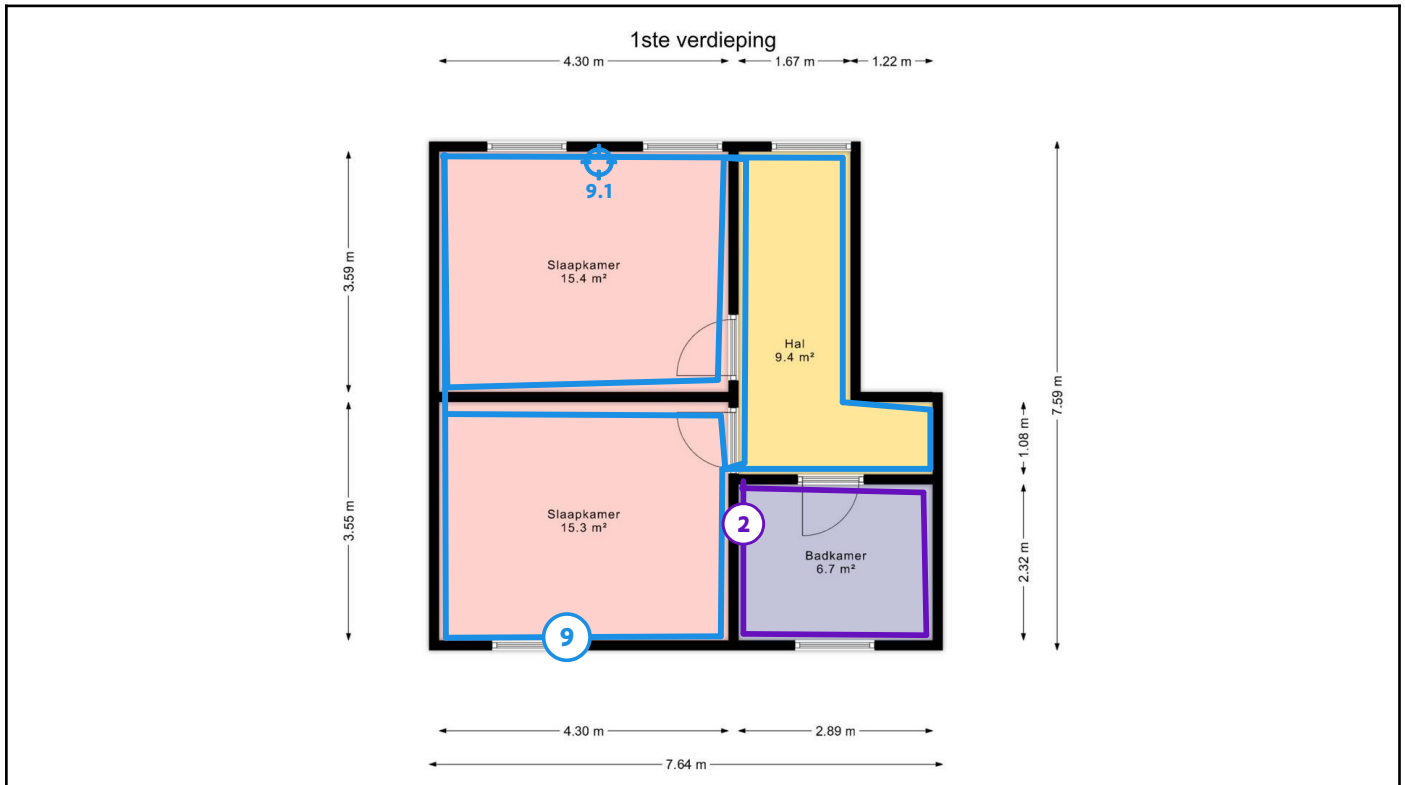 1ste verdieping
4.30 m
1.67 m
1.22 m
9.1
3.59 m
Slaapkamer
15.4 m²
Hal
9.4 m²
7.59 m
1.08 m
3.55 m
Slaapkamer
15.3 m²
2
Badkamer
6.7 m²
2.32 m
9
4.30 m
2.89 m
7.64 m